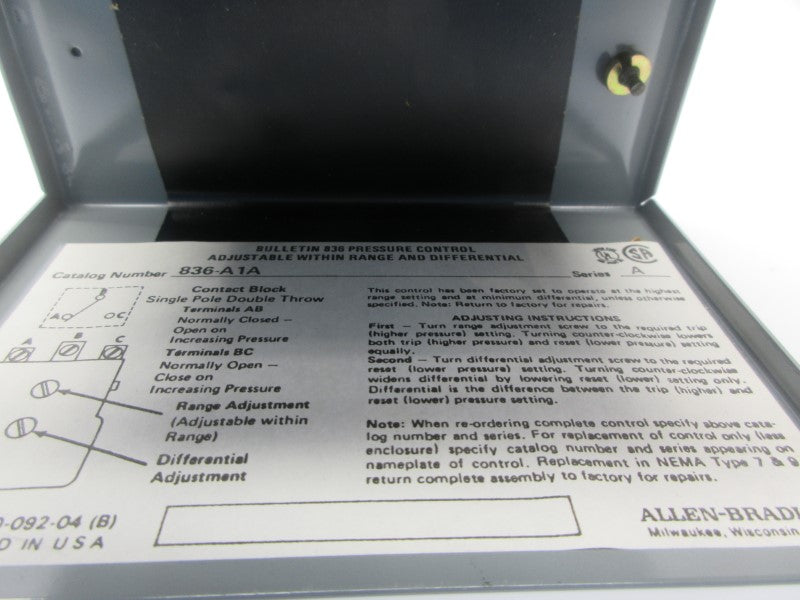 BULLETIN 836 PRESSURE CONTROL
ADJUSTABLE WITHIN RANGE AND DIFFERENTIAL
Catalog Number 836-A1A
Series A
SA
B
A C
A B C
Contact Block
Single Pole Double Throw
Terminals AB
Normally Closed –
Open on
Increasing Pressure
Terminals BC
Normally Open –
Close on
Increasing Pressure
Range Adjustment
(Adjustable within
Range)
Differential
Adjustment
This control has been factory set to operate at the highest
range setting and at minimum differential, unless otherwise
specified. Note: Return to factory for repairs.
ADJUSTING INSTRUCTIONS
First – Turn range adjustment screw to the required trip
(higher pressure) setting. Turning counter-clockwise lowers
both trip (higher pressure) and reset (lower pressure) setting
equally.
Second – Turn differential adjustment screw to the required
reset (lower pressure) setting. Turning counter-clockwise
widens differential by lowering reset (lower) setting only.
Differential is the difference between the trip (higher) and
reset (lower) pressure setting.
Note: When re-ordering complete control specify above cata-
log number and series. For replacement of control only (less
enclosure) specify catalog number and series appearing on
nameplate of control. Replacement in NEMA Type 7 & 9
return complete assembly to factory for repairs.
-092-04 (B)
D IN USA
ALLEN-BRADL
Milwaukee, Wisconsin